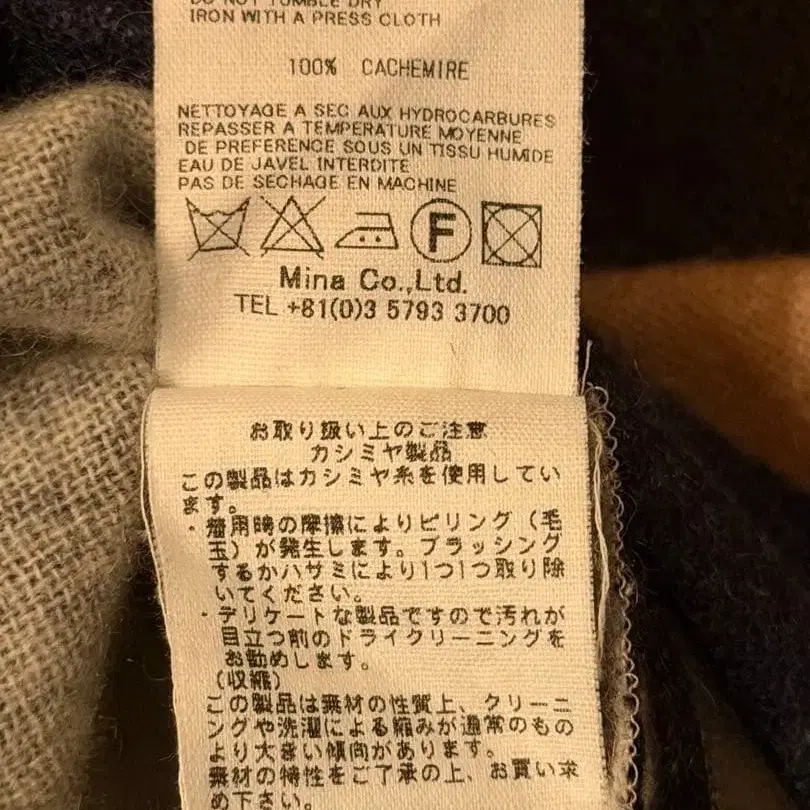 DO NOT TUMBLE DRY
IRON WITH A PRESS CLOTH
100% CACHEMIRE
NETTOYAGE A SEC AUX HYDROCARBURES
REPASSER A TEMPERATURE MOYENNE
DE PREFERENCE SOUS UN TISSU HUMIDE
EAU DE JAVEL INTERDITE
PAS DE SECHAGE EN MACHINE
F
Mina Co.,Ltd.
TEL +81(0)3 5793 3700
お取り扱い上のご注意
カシミヤ製品
この製品はカシミヤ糸を使用してい
ます。
・着用時の摩擦によりピリング（毛
玉）が発生します。ブラッシング
するかハサミにより1つ1つ取り除
いてください。
・デリケートな製品ですので汚れが
目立つ前のドライクリーニングを
お勧めします。
（収縮）
この製品は素材の性質上、クリーニ
ングや洗濯による縮みが通常のもの
より大きい傾向があります。
素材の特性をご了承の上、お買い求
め下さい。